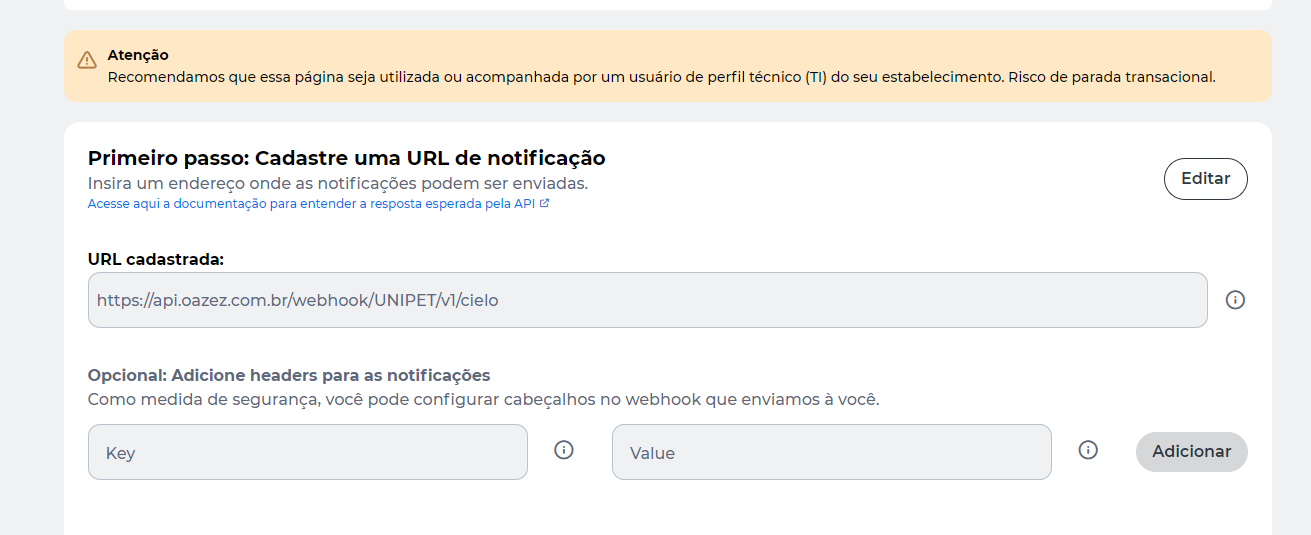 Atenção
Recomendamos que essa página seja utilizada ou acompanhada por um usuário de perfil técnico (TI) do seu estabelecimento. Risco de parada transacional.
Primeiro passo: Cadastre uma URL de notificação
Insira um endereço onde as notificações podem ser enviadas.
Acesse aqui a documentação para entender a resposta esperada pela API
Editar
URL cadastrada:
https://api.oazez.com.br/webhook/UNIPET/v1/cielo
Opcional: Adicione headers para as notificações
Como medida de segurança, você pode configurar cabeçalhos no webhook que enviamos à você.
Key
Value
Adicionar